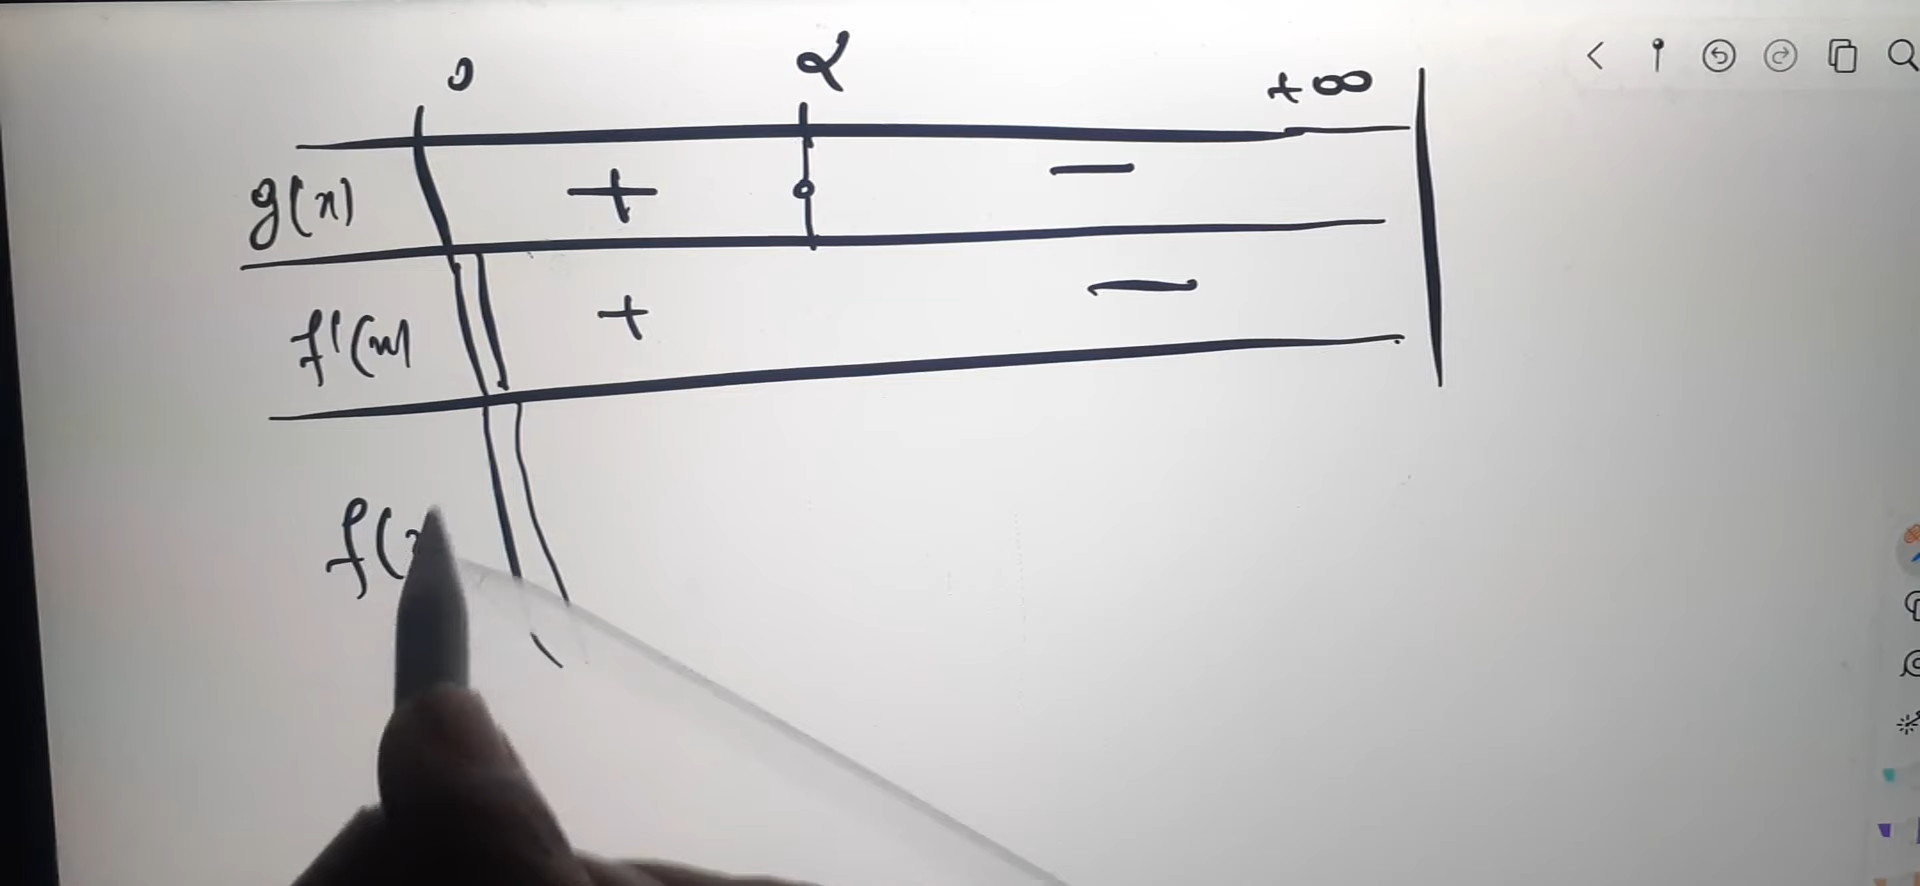 0 α +∞
g(x) + −
f'(x) + −
f(x